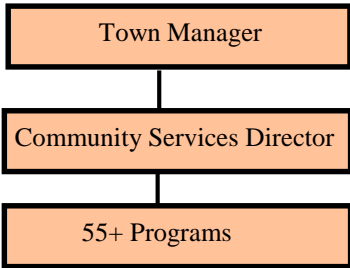 Town Manager
Community Services Director
55+ Programs